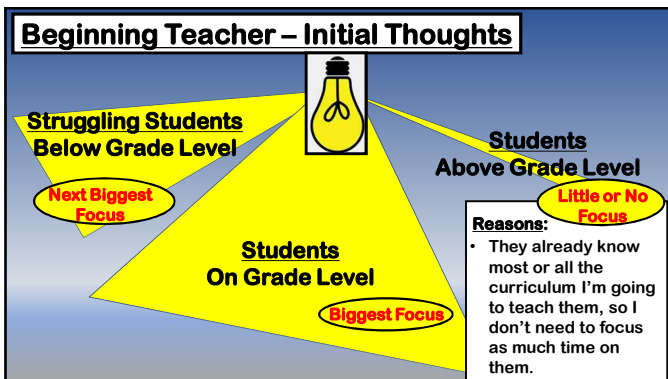 Beginning Teacher – Initial Thoughts
Struggling Students
Below Grade Level
Next Biggest
Focus
Students
On Grade Level
Biggest Focus
Students
Above Grade Level
Little or No
Focus
Reasons:
• They already know
most or all the
curriculum I’m going
to teach them, so I
don’t need to focus
as much time on
them.